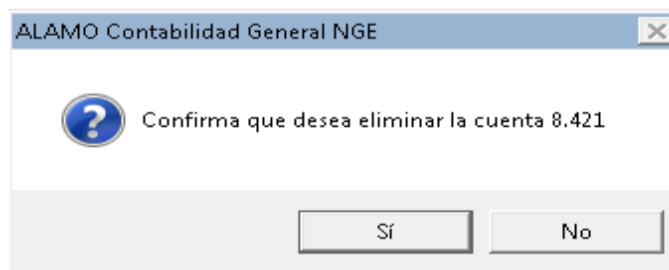 ALAMO Contabilidad General NGE
Confirma que desea eliminar la cuenta 8.421
Sí
No